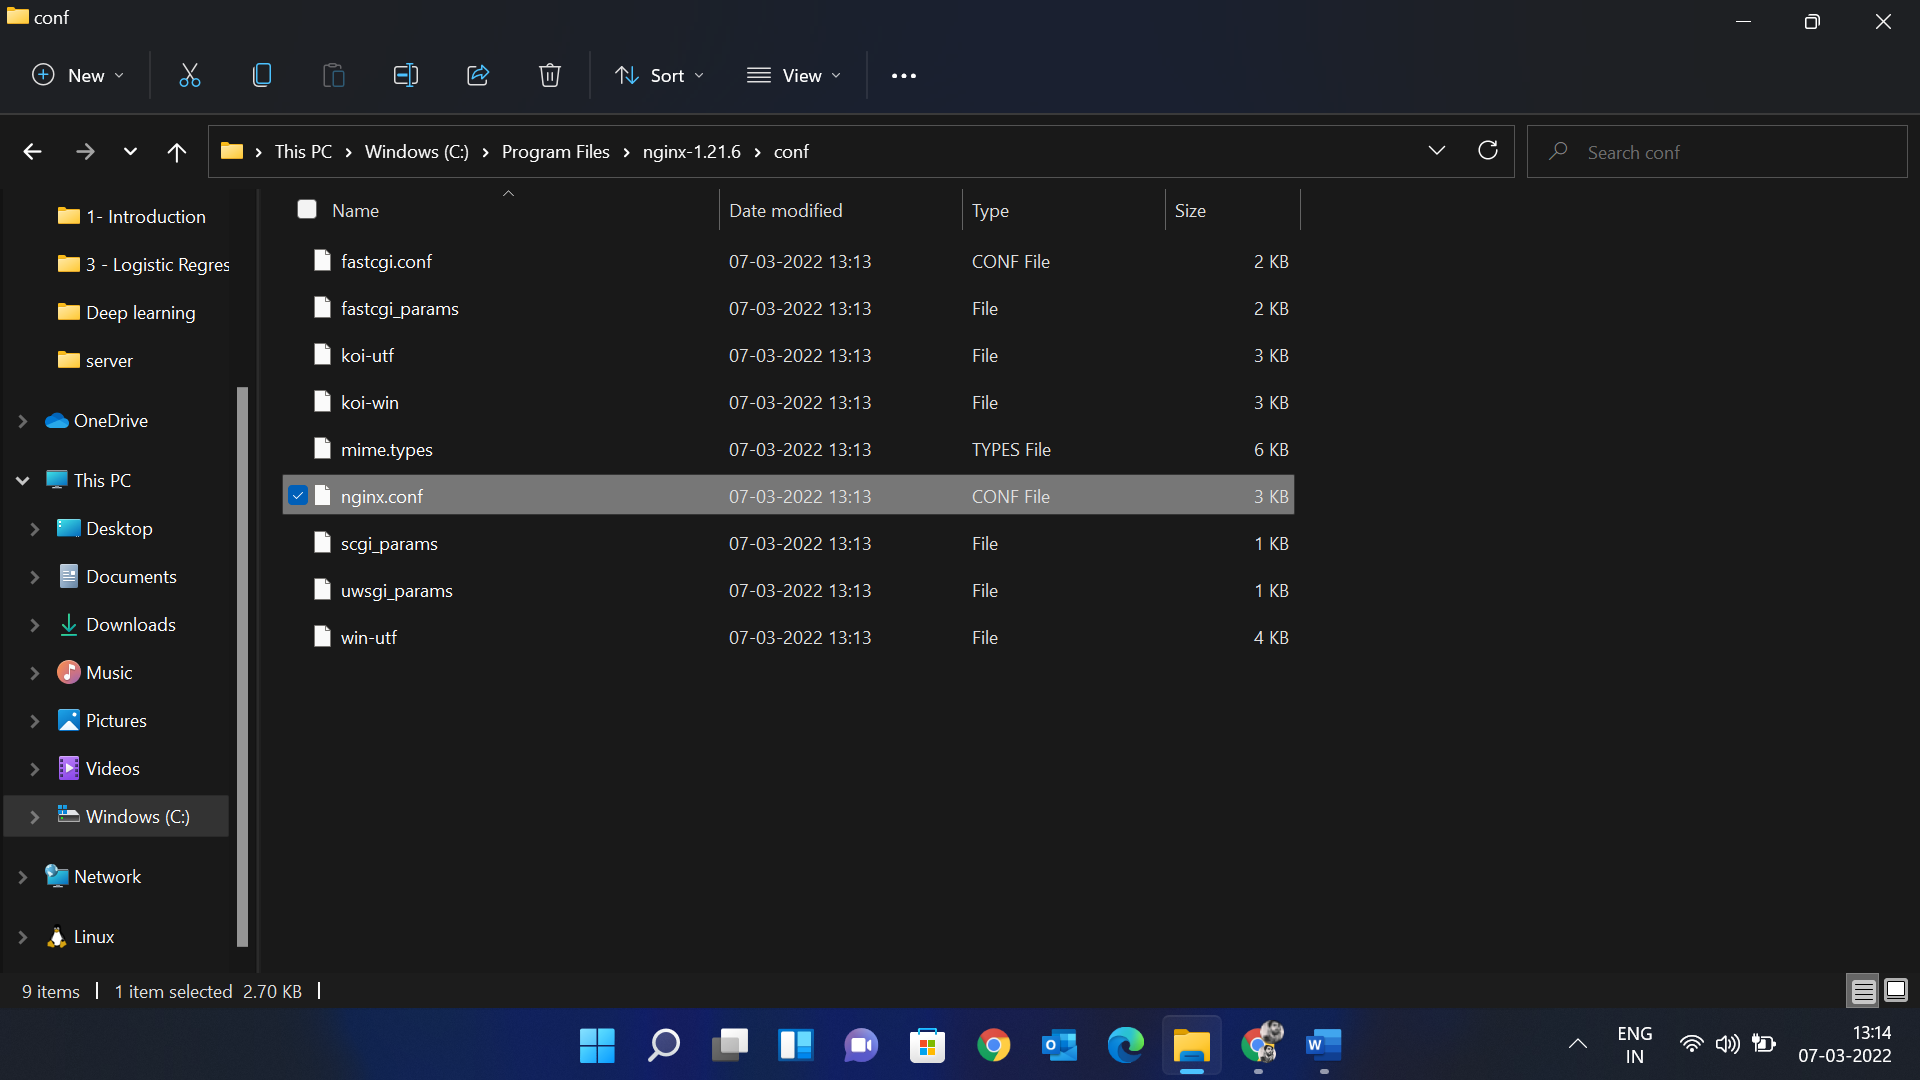 conf
New
Sort
View
This PC > Windows (C:) > Program Files > nginx-1.21.6 > conf
Search conf
1- Introduction
3 - Logistic Regres
Deep learning
server
OneDrive
This PC
Desktop
Documents
Downloads
Music
Pictures
Videos
Windows (C:)
Network
Linux
Name Date modified Type Size
fastcgi.conf 07-03-2022 13:13 CONF File 2 KB
fastcgi_params 07-03-2022 13:13 File 2 KB
koi-utf 07-03-2022 13:13 File 3 KB
koi-win 07-03-2022 13:13 File 3 KB
mime.types 07-03-2022 13:13 TYPES File 6 KB
nginx.conf 07-03-2022 13:13 CONF File 3 KB
scgi_params 07-03-2022 13:13 File 1 KB
uwsgi_params 07-03-2022 13:13 File 1 KB
win-utf 07-03-2022 13:13 File 4 KB
9 items | 1 item selected 2.70 KB |
ENG
IN
13:14
07-03-2022